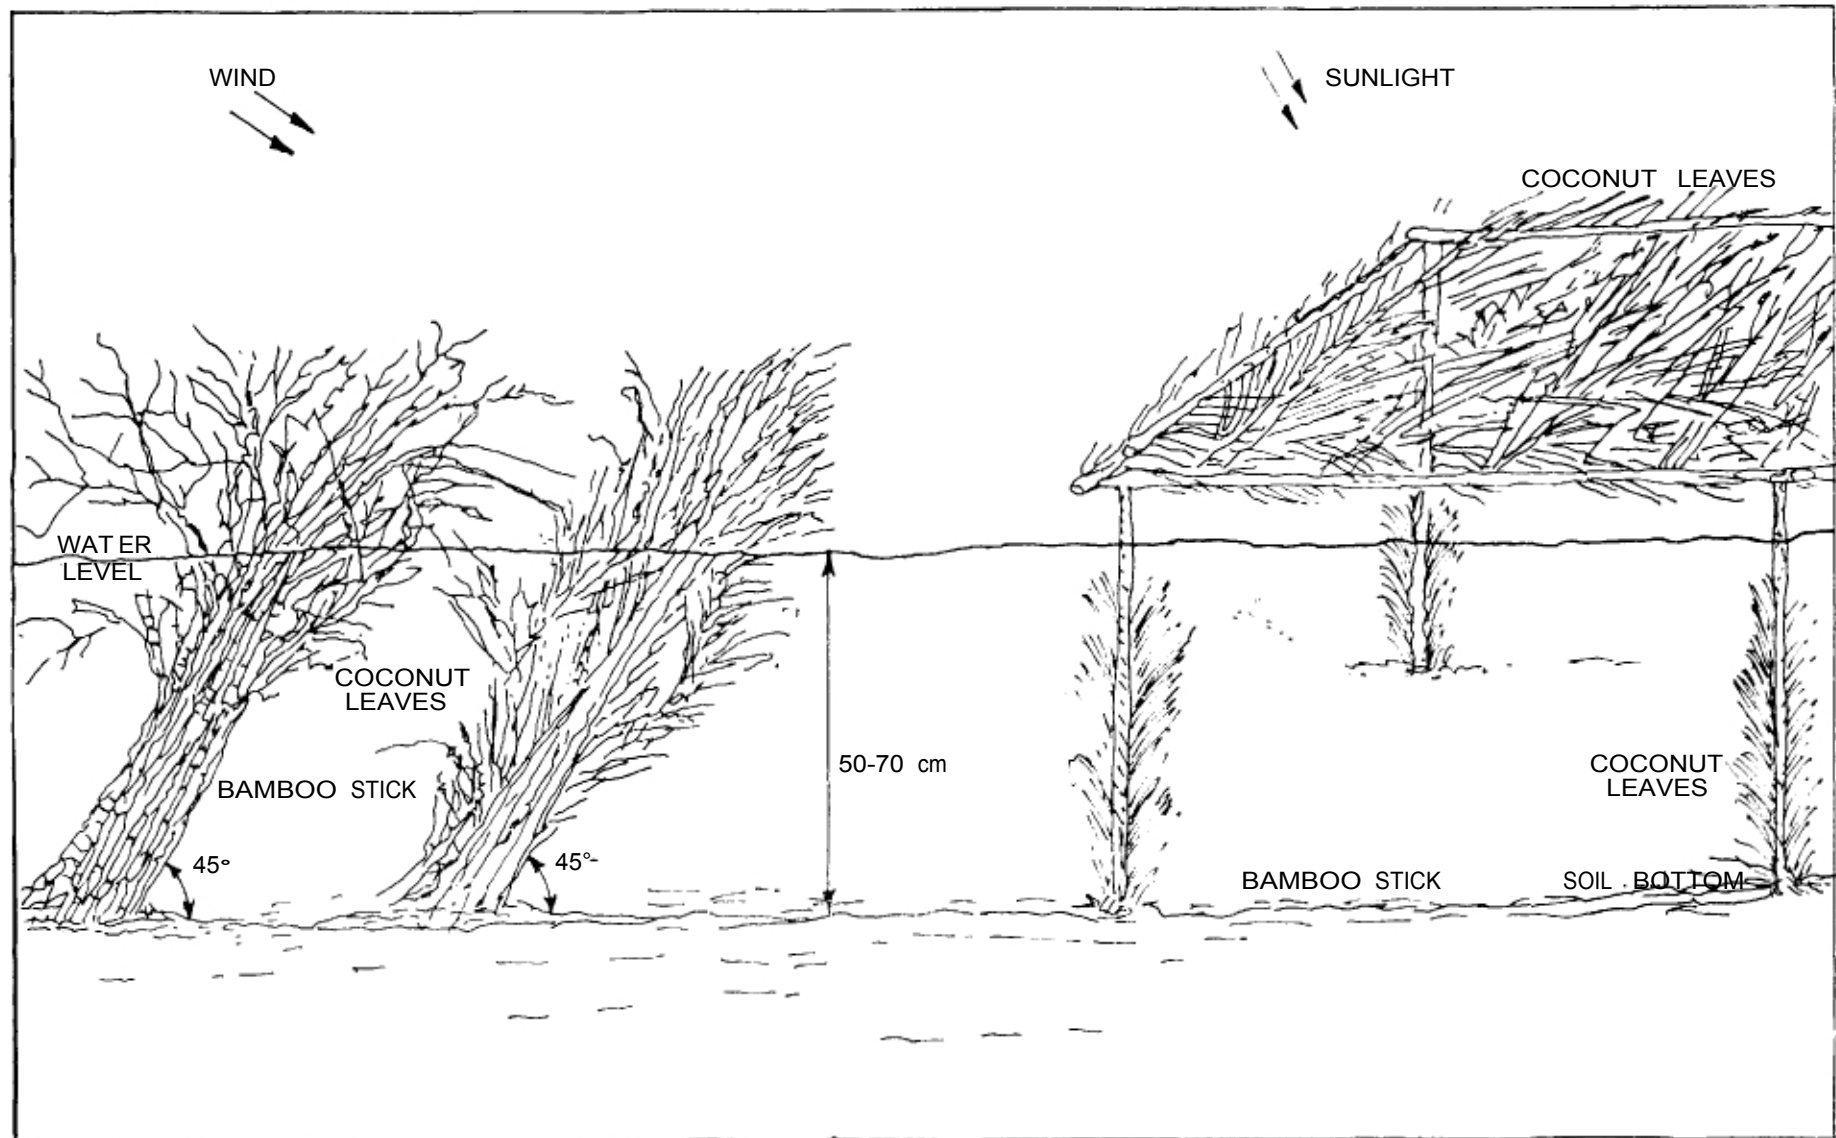 WIND
SUNLIGHT
COCONUT LEAVES
WATER
LEVEL
COCONUT
LEAVES
50-70 cm
BAMBOO STICK
COCONUT
LEAVES
45°
45°
BAMBOO STICK
SOIL BOTTOM